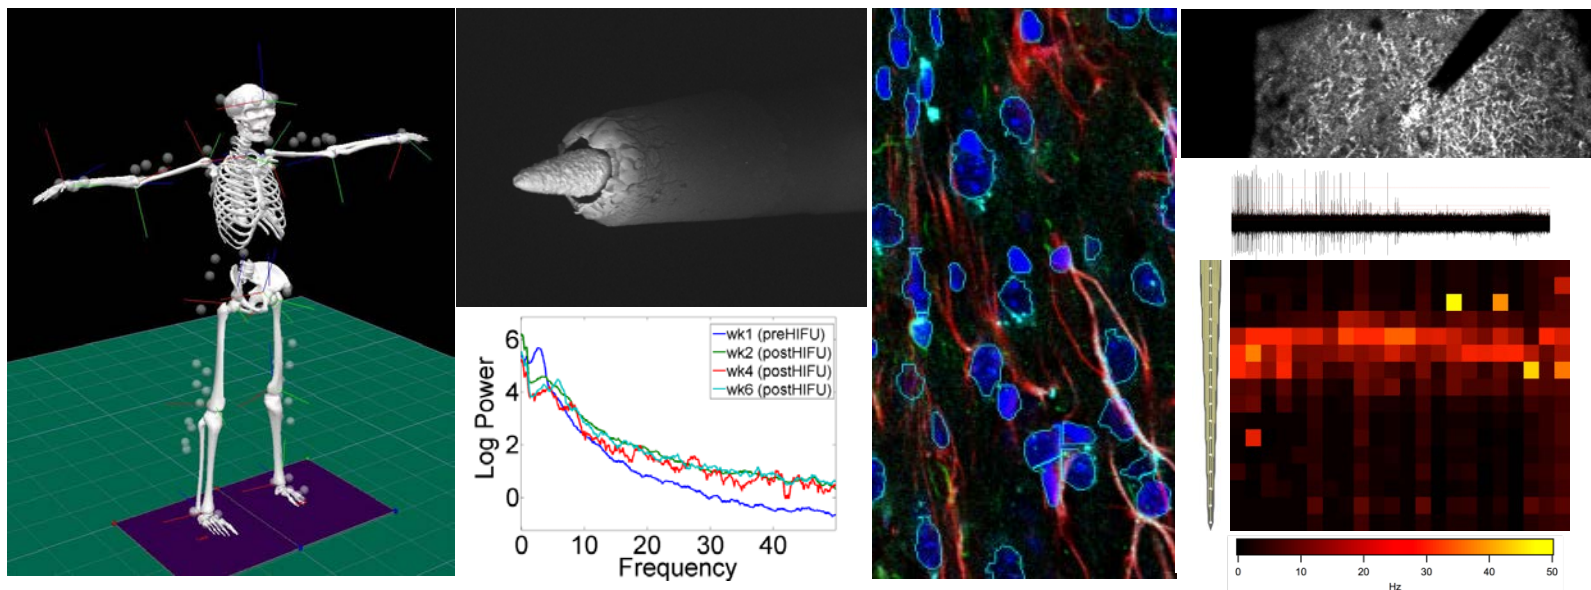 6
4
2
0
Log Power
wk1 (preHIFU)
wk2 (postHIFU)
wk4 (postHIFU)
wk6 (postHIFU)
0 10 20 30 40
Frequency
0 10 20 30 40 50
Hz